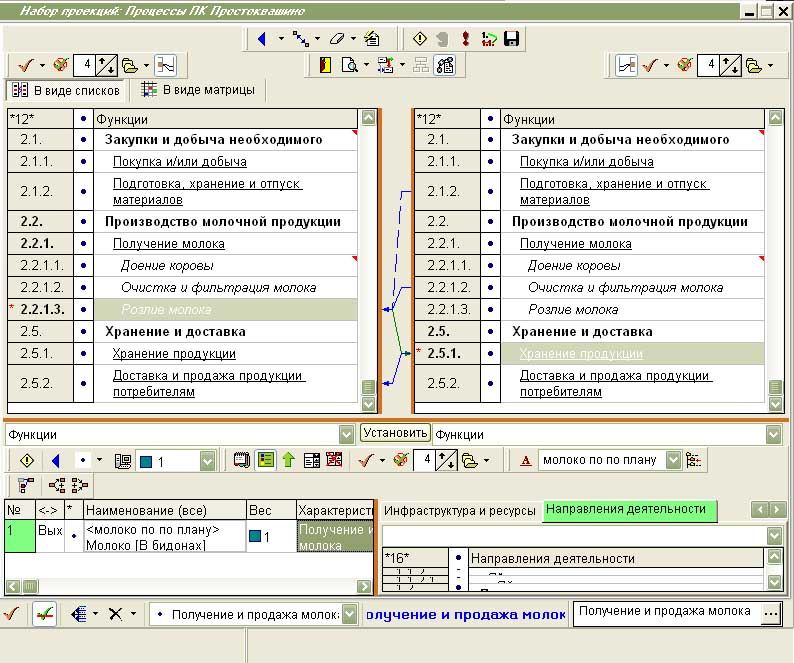 Набор проекций: Процессы ПК Простоквашино
4
4
В виде списков
В виде матрицы
*12* • Функции
2.1. • Закупки и добыча необходимого
2.1.1. • Покупка и/или добыча
2.1.2. • Подготовка, хранение и отпуск
материалов
2.2. • Производство молочной продукции
2.2.1. • Получение молока
2.2.1.1. • Доение коровы
2.2.1.2. • Очистка и фильтрация молока
* 2.2.1.3. • Розлив молока
2.5. • Хранение и доставка
2.5.1. • Хранение продукции
2.5.2. • Доставка и продажа продукции
потребителям
*12* • Функции
2.1. • Закупки и добыча необходимого
2.1.1. • Покупка и/или добыча
2.1.2. • Подготовка, хранение и отпуск
материалов
2.2. • Производство молочной продукции
2.2.1. • Получение молока
2.2.1.1. • Доение коровы
2.2.1.2. • Очистка и фильтрация молока
2.2.1.3. • Розлив молока
2.5. • Хранение и доставка
* 2.5.1. • Хранение продукции
2.5.2. • Доставка и продажа продукции
потребителям
Функции
Установить
Функции
1
4
А
молоко по по плану
№ <-> * Наименование (все) Вес Характерист
1 Вых • <молоко по по плану> 1 Получение и
Молоко [В бидонах] молока
Инфраструктура и ресурсы
Направления деятельности
*16* • Направления деятельности
• Получение и продажа молок
олучение и продажа молок
Получение и продажа молока
...